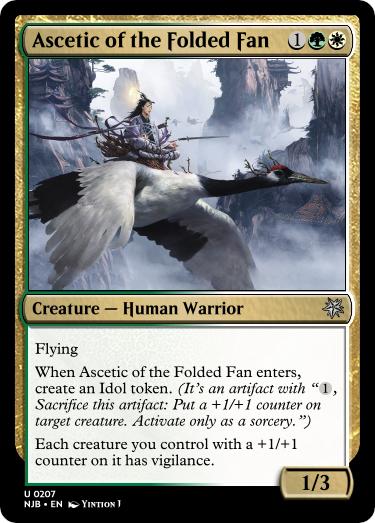 Ascetic of the Folded Fan 1
Creature — Human Warrior
Flying
When Ascetic of the Folded Fan enters,
create an Idol token. (It's an artifact with “1,
Sacrifice this artifact: Put a +1/+1 counter on
target creature. Activate only as a sorcery.”)
Each creature you control with a +1/+1
counter on it has vigilance.
1/3
U 0207
NJB • EN Yintion J